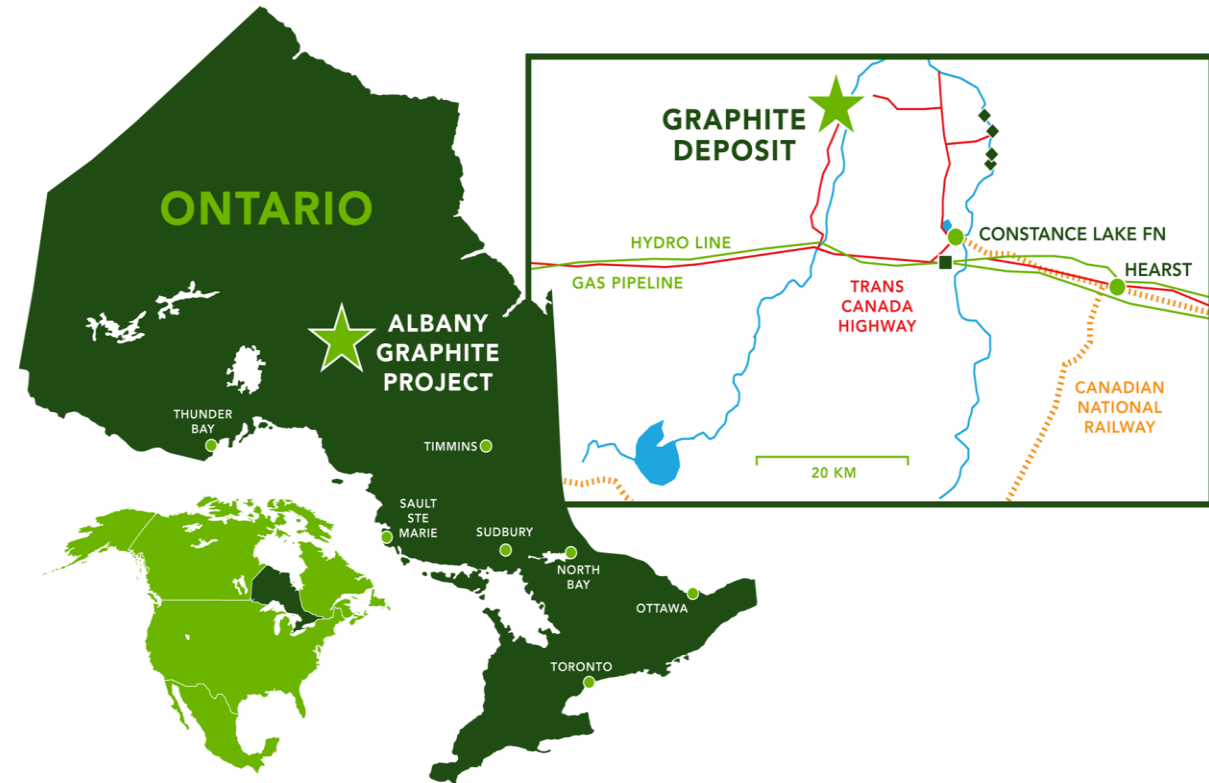 ONTARIO
ALBANY
GRAPHITE
PROJECT
THUNDER
BAY
TIMMINS
SAULT
STE
MARIE
SUDBURY
NORTH
BAY
OTTAWA
TORONTO
GRAPHITE
DEPOSIT
CONSTANCE LAKE FN
HYDRO LINE
HEARST
GAS PIPELINE
TRANS
CANADA
HIGHWAY
CANADIAN
NATIONAL
RAILWAY
20 KM